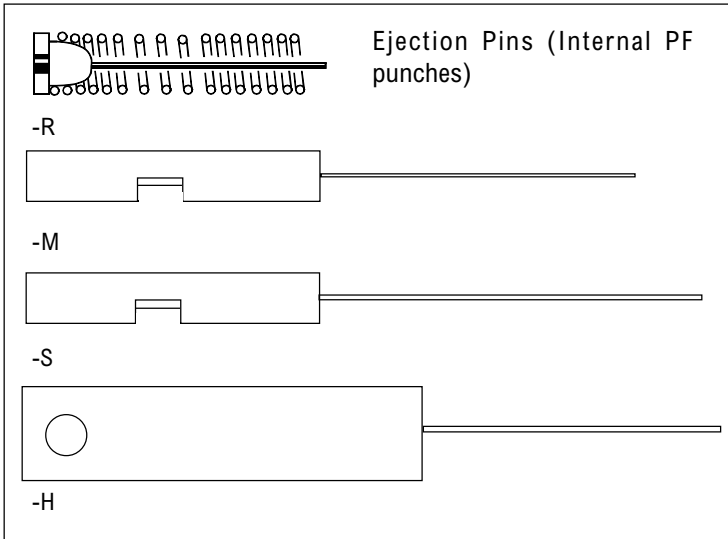 Ejection Pins (Internal PF
punches)
-R
-M
-S
-H